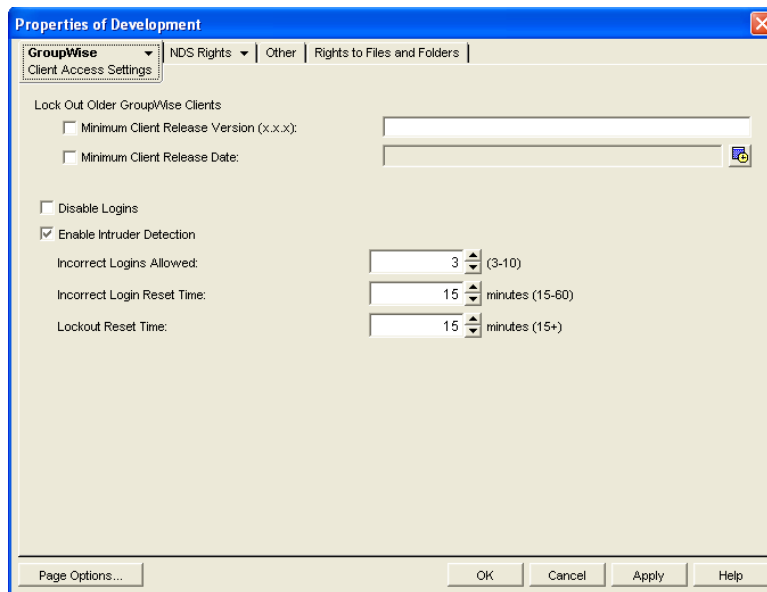 Properties of Development
GroupWise NDS Rights Other Rights to Files and Folders
Client Access Settings
Lock Out Older GroupWise Clients
Minimum Client Release Version (x.x.x):
Minimum Client Release Date:
Disable Logins
Enable Intruder Detection
Incorrect Logins Allowed: 3 (3-10)
Incorrect Login Reset Time: 15 minutes (15-60)
Lockout Reset Time: 15 minutes (15+)
Page Options... OK Cancel Apply Help